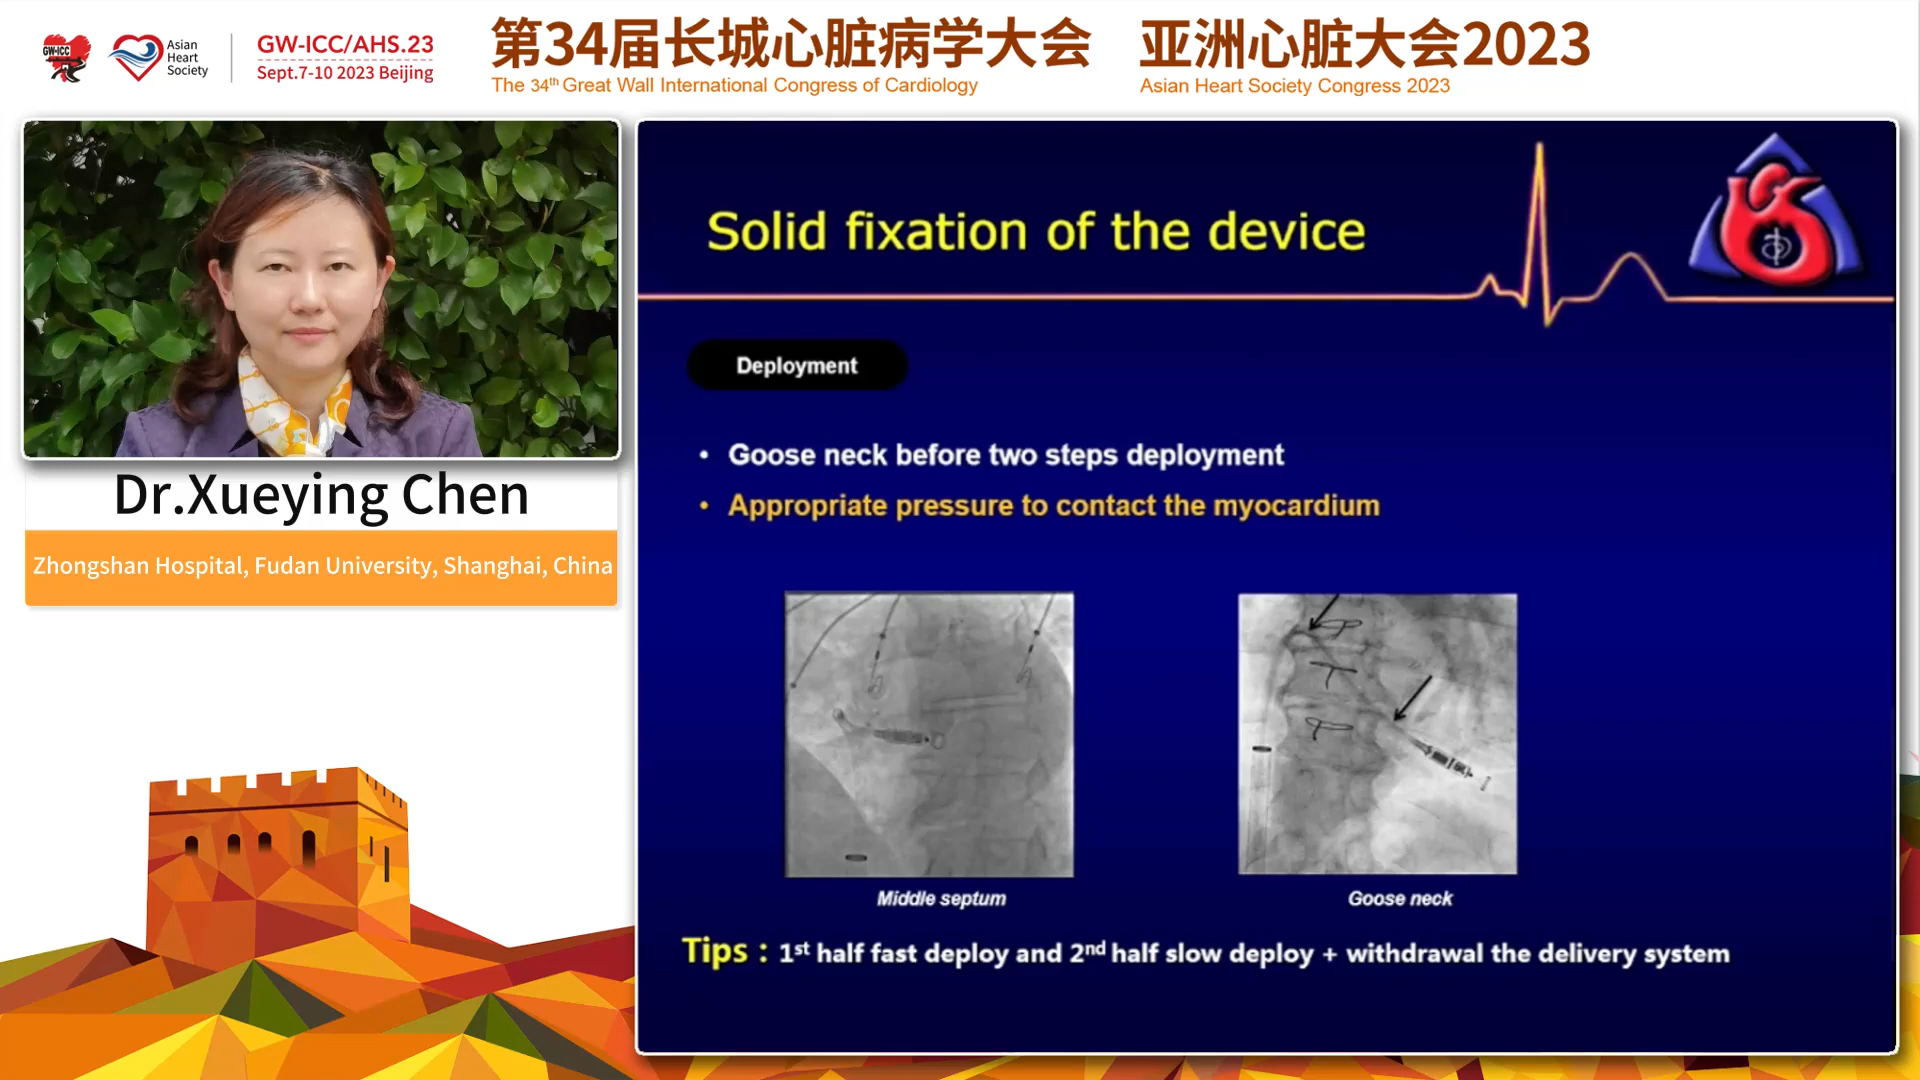 GW-ICC
Asian
Heart
Society
GW-ICC/AHS.23
Sept.7-10 2023 Beijing
第34届长城心脏病学大会
The 34th Great Wall International Congress of Cardiology
亚洲心脏大会2023
Asian Heart Society Congress 2023
Dr.Xueying Chen
Zhongshan Hospital, Fudan University, Shanghai, China
Solid fixation of the device
Deployment
• Goose neck before two steps deployment
• Appropriate pressure to contact the myocardium
Middle septum
Goose neck
Tips : 1st half fast deploy and 2nd half slow deploy + withdrawal the delivery system